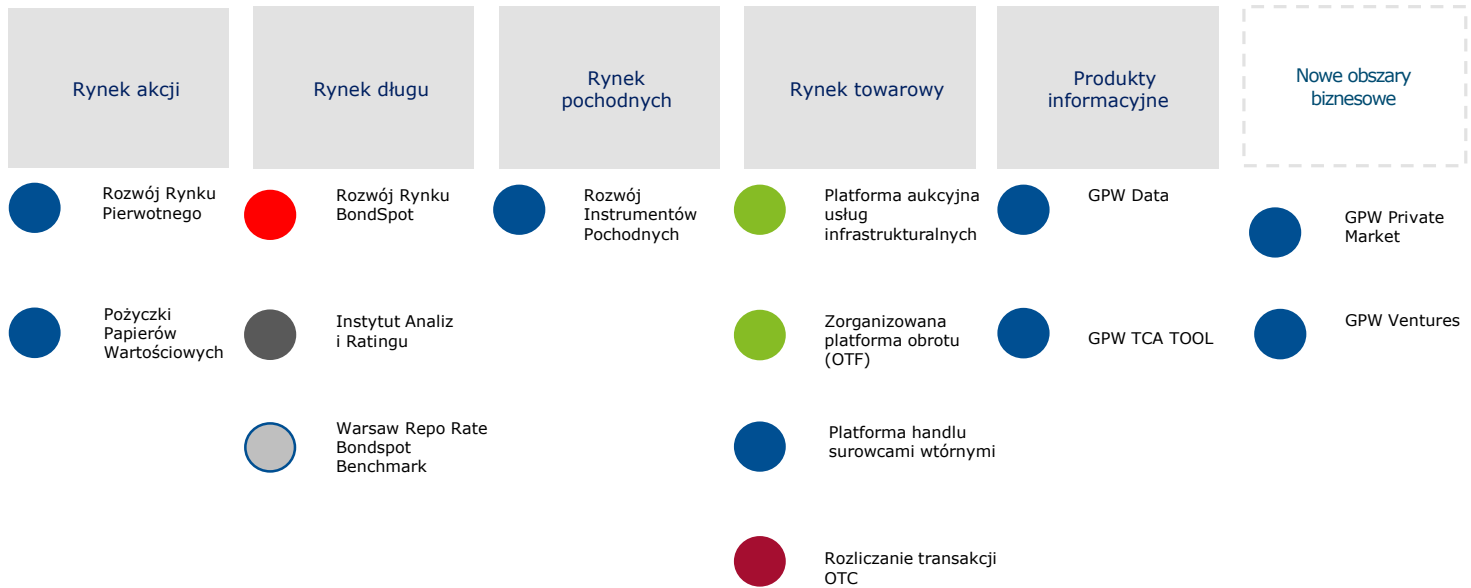 Rynek akcji
Rynek długu
Rynek
pochodnych
Rynek towarowy
Produkty
informacyjne
Nowe obszary
biznesowe
Rozwój Rynku
Pierwotnego
Pożyczki
Papierów
Wartościowych
Rozwój Rynku
BondSpot
Instytut Analiz
i Ratingu
Warsaw Repo Rate
Bondspot
Benchmark
Rozwój
Instrumentów
Pochodnych
Platforma aukcyjna
usług
infrastrukturalnych
Zorganizowana
platforma obrotu
(OTF)
Platforma handlu
surowcami wtórnymi
Rozliczanie transakcji
OTC
GPW Data
GPW TCA TOOL
GPW Private
Market
GPW Ventures